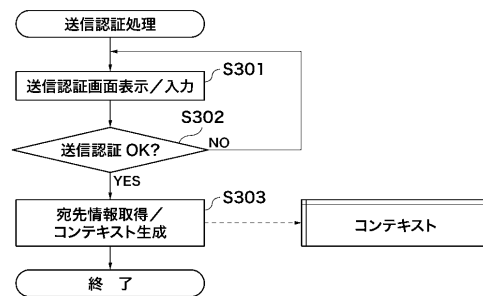 送信認証処理
S301
送信認証画面表示／入力
S302
送信認証 OK?
NO
YES
S303
宛先情報取得／
コンテキスト生成
コンテキスト
終 了